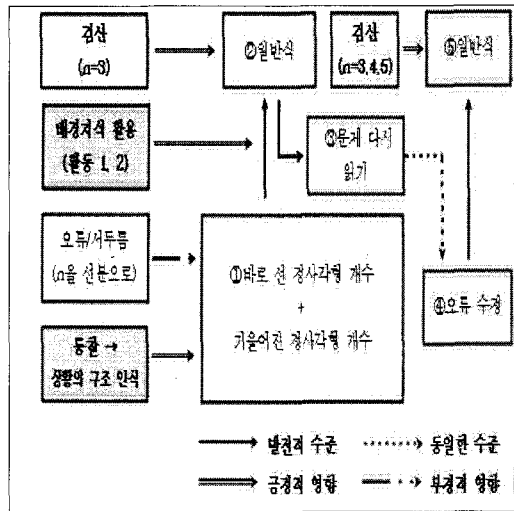 검산
(n=3)
②일반식
검산
(n=3,4,5)
⑤일반식
배경지식 활용
(활동 1, 2)
③문제 다시
읽기
오류/서두름
(n을 선분으로)
①바로 선 정사각형 개수
+
기울어진 정사각형 개수
④오류 수정
통찰 →
상황의 구조 인식
발전적 수준
동일한 수준
긍정적 영향
부정적 영향